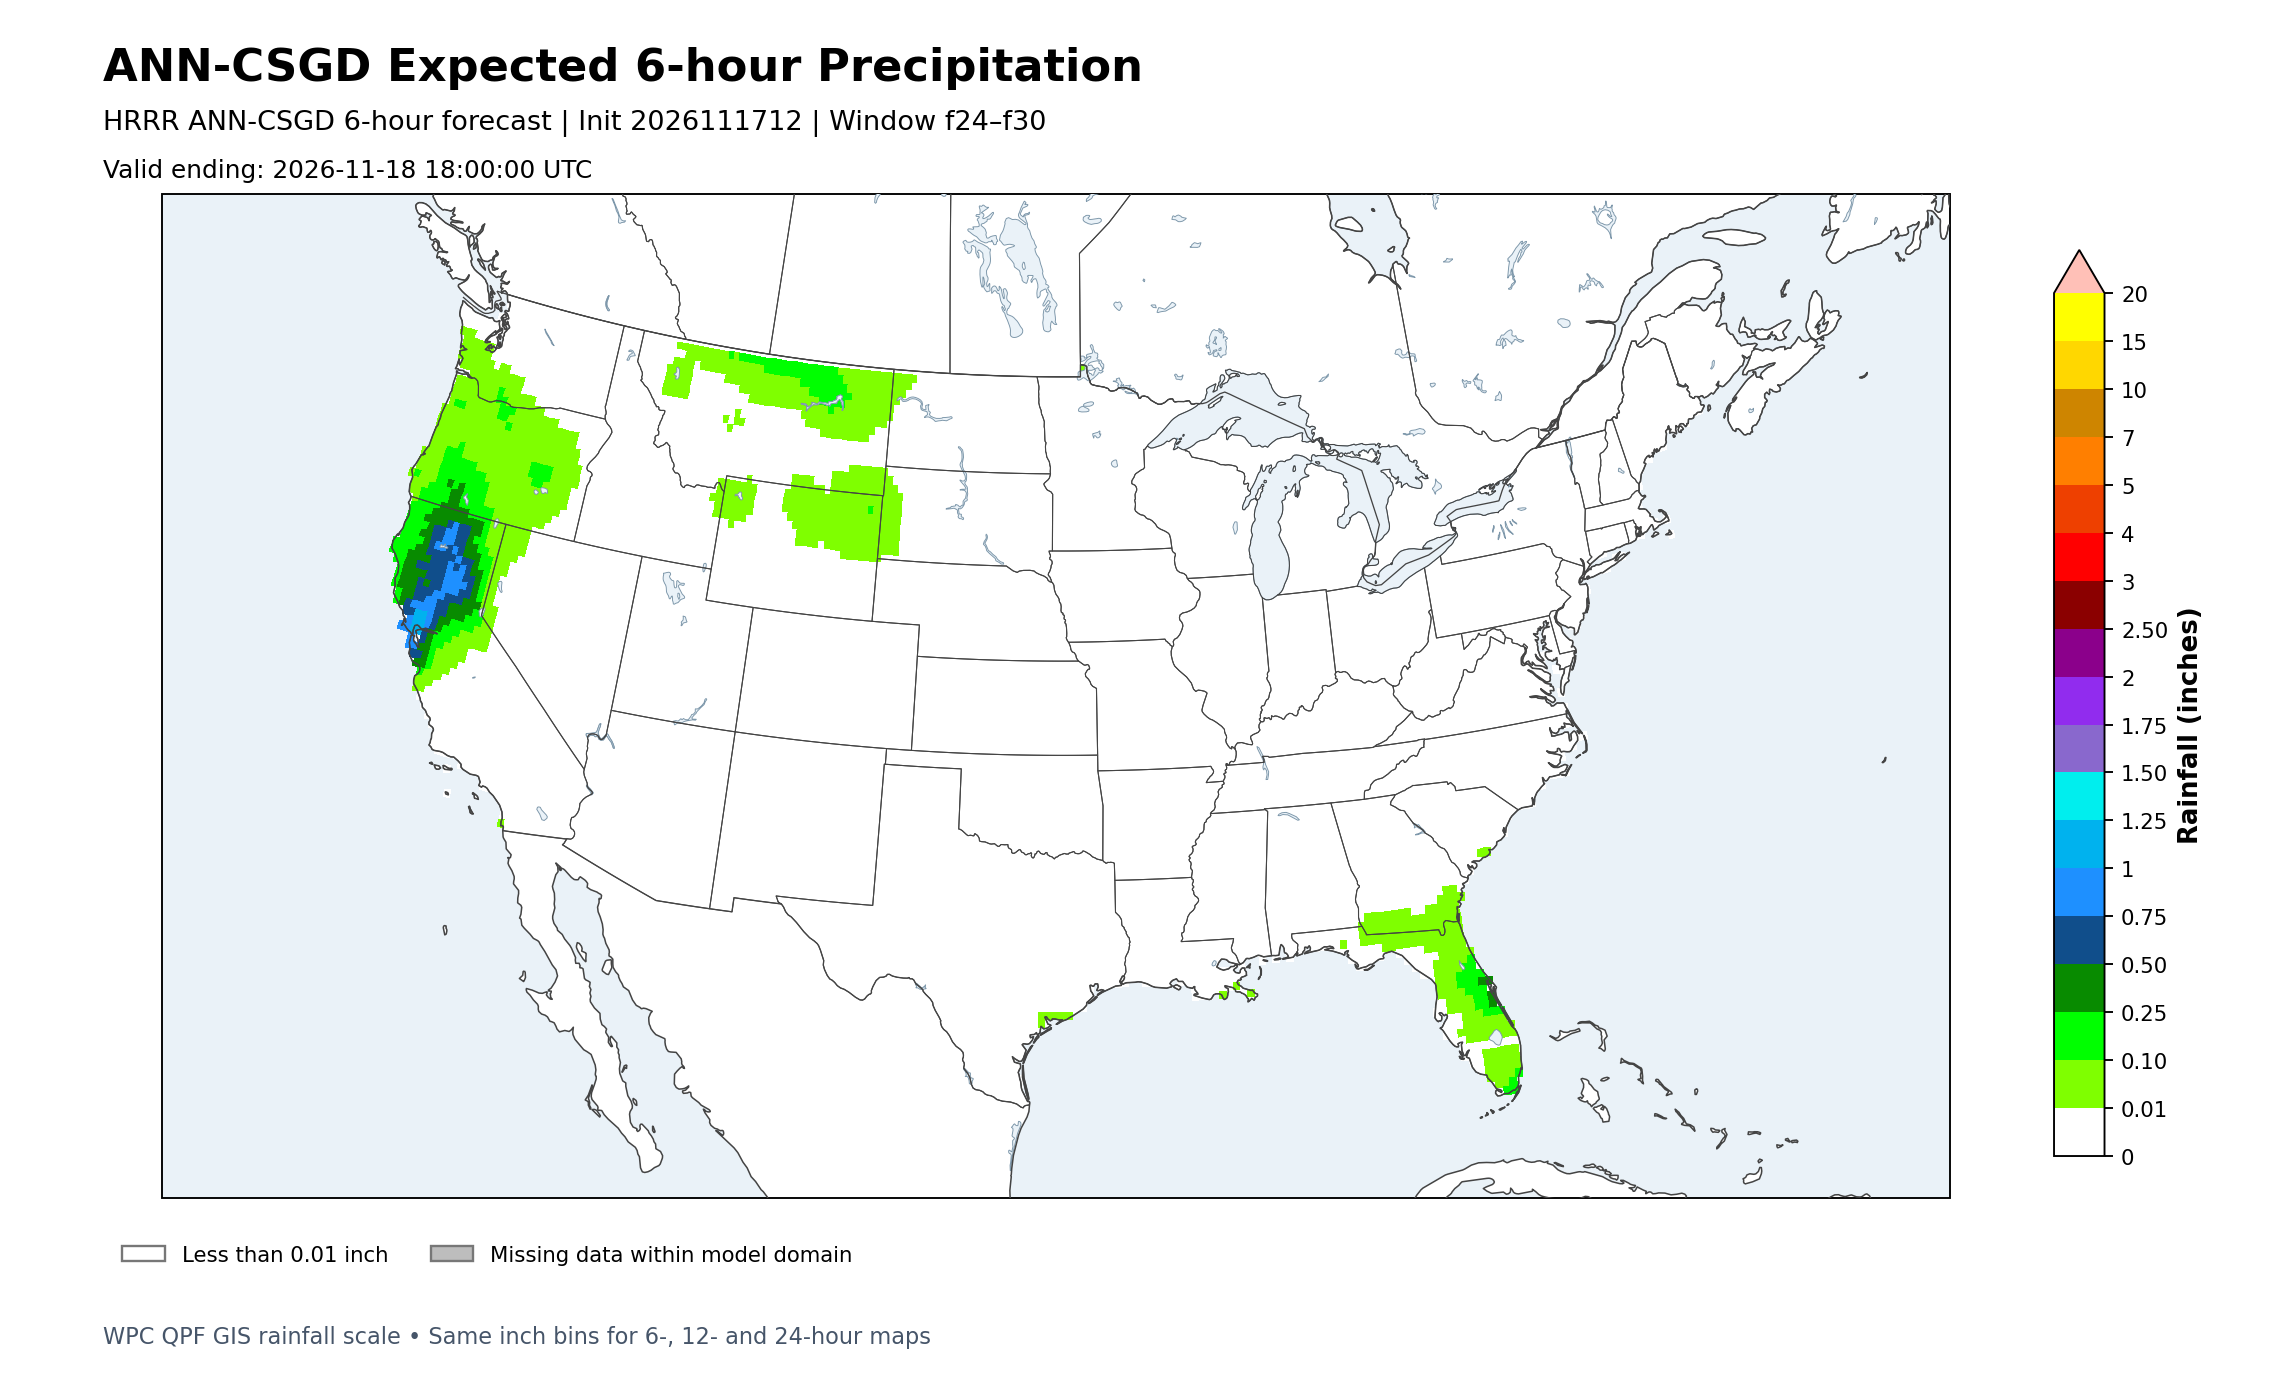 ANN-CSGD Expected 6-hour Precipitation
HRRR ANN-CSGD 6-hour forecast | Init 2026111712 | Window f24–f30
Valid ending: 2026-11-18 18:00:00 UTC
20
15
10
7
5
4
3
2.50
2
1.75
1.50
1.25
1
0.75
0.50
0.25
0.10
0.01
0
Rainfall (inches)
Less than 0.01 inch
Missing data within model domain
WPC QPF GIS rainfall scale • Same inch bins for 6-, 12- and 24-hour maps